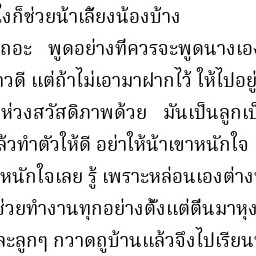 ใงก็ช่วยน้าเลี้ยงน้องบ้าง
ถอะ พูดอย่างที่ควรจะพูดนางเอง
าวดี แต่ถ้าไม่เอามาฝากไว้ ให้ไปอยู่
ห่วงสวัสดิภาพด้วย มันเป็นลูกเป็
ล้วทำตัวให้ดี อย่าให้น้าเขาหนักใจ
หนักใจเลย รู้ เพราะหล่อนเองต่าง
ช่วยทำงานทุกอย่างตั้งแต่ตื่นมาหุง
ละลูกๆ กวาดถูบ้านแล้วจึงไปเรียน